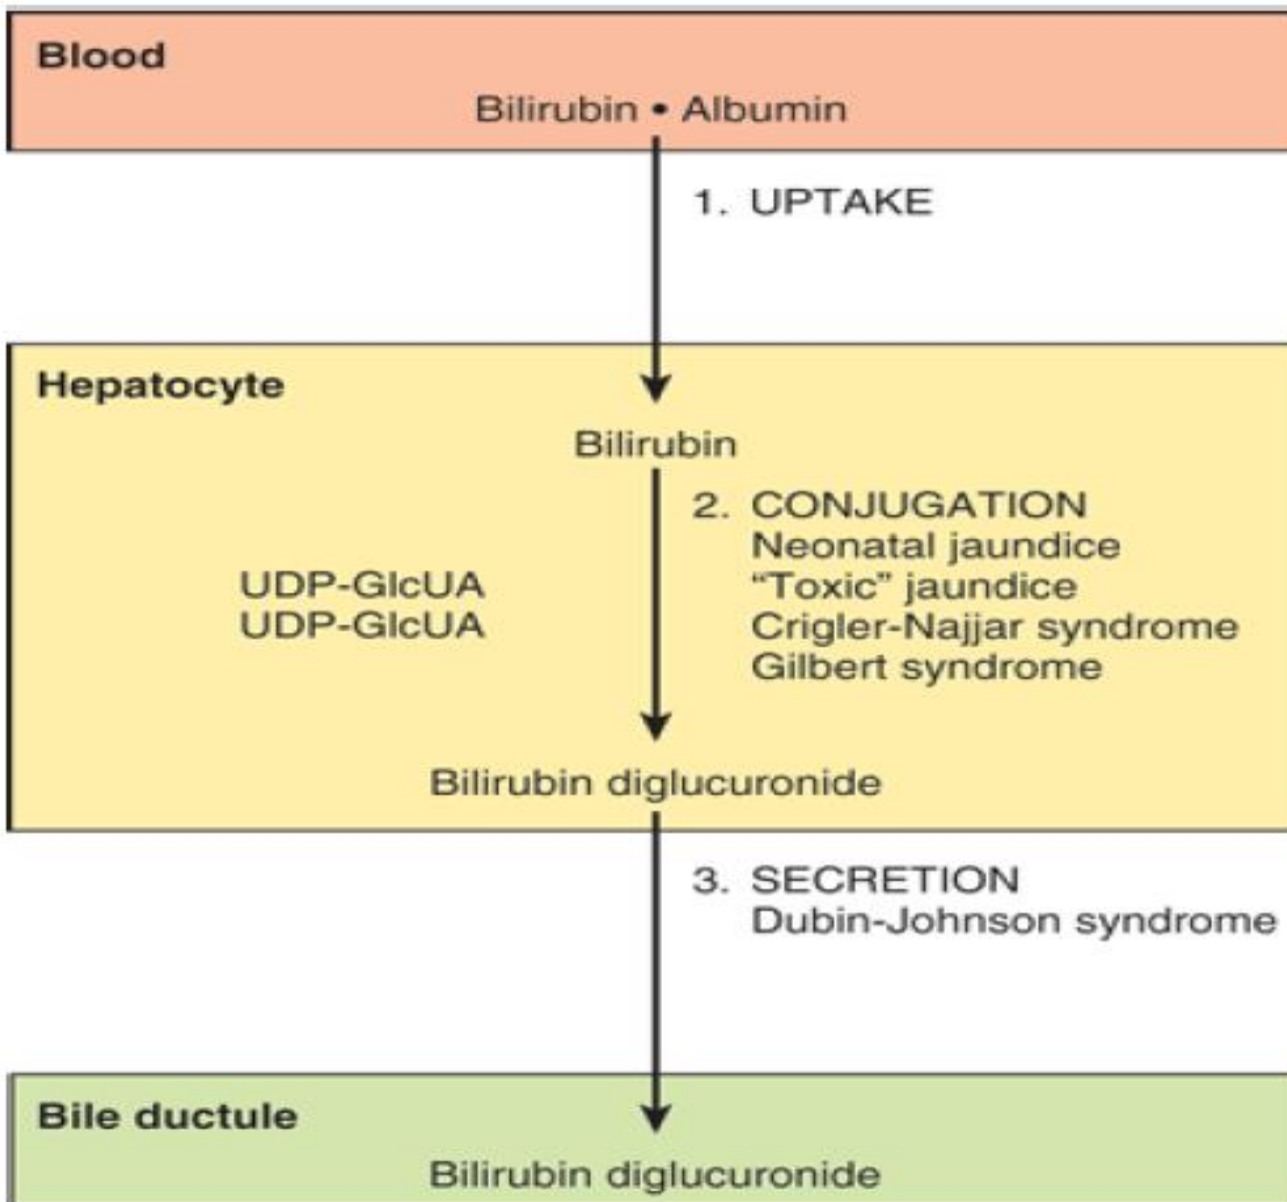 Blood
Bilirubin • Albumin
1. UPTAKE
Hepatocyte
Bilirubin
2. CONJUGATION
Neonatal jaundice
“Toxic” jaundice
Crigler-Najjar syndrome
Gilbert syndrome
UDP-GlcUA
UDP-GlcUA
Bilirubin diglucuronide
3. SECRETION
Dubin-Johnson syndrome
Bile ductule
Bilirubin diglucuronide